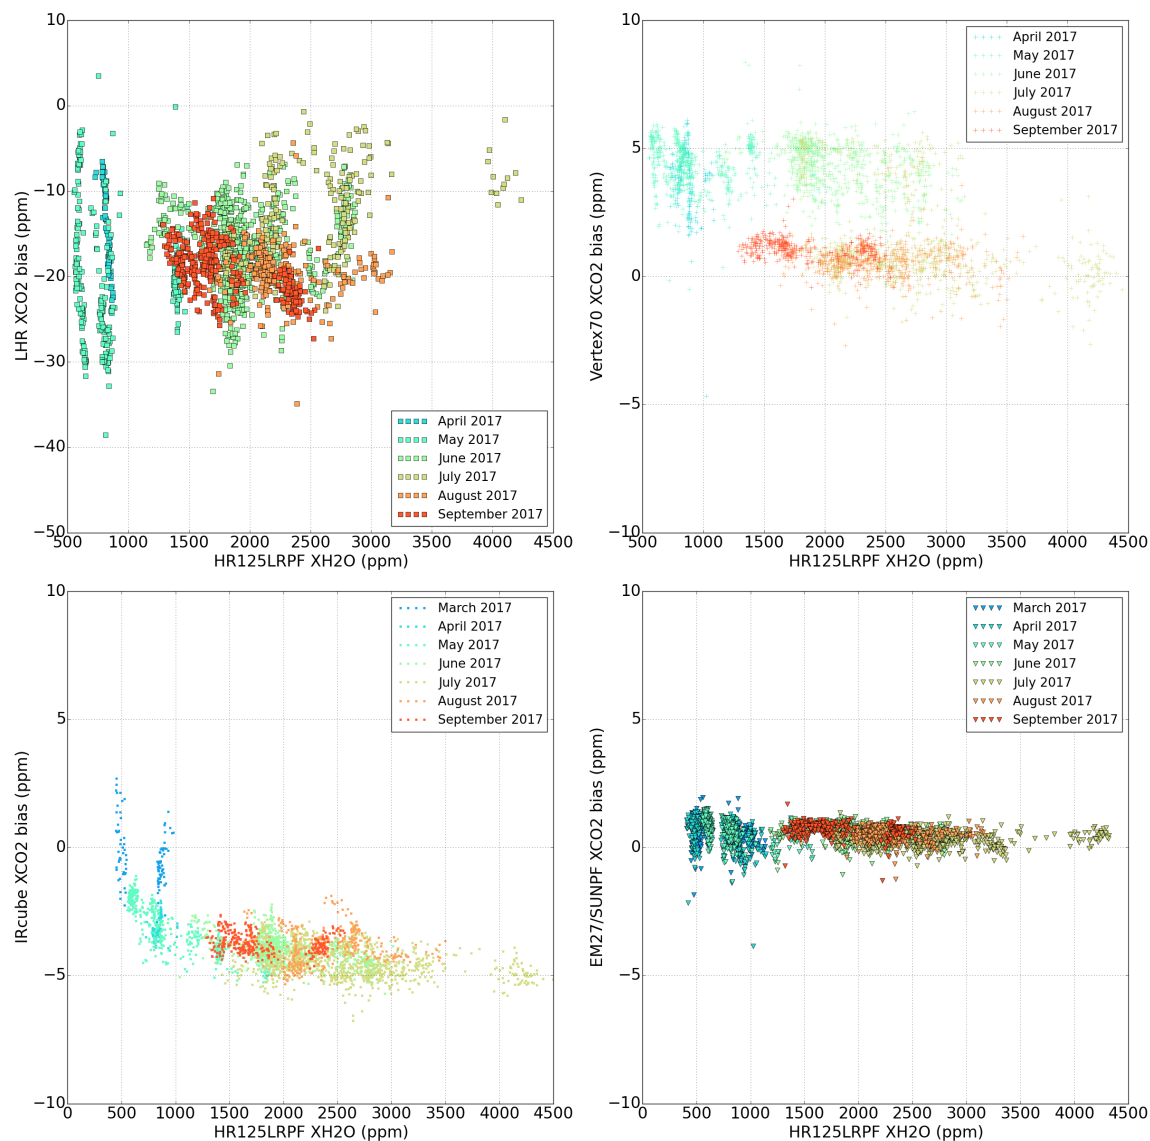 10
0
−10
−20
−30
−40
−50
LHR XCO2 bias (ppm)
April 2017
May 2017
June 2017
July 2017
August 2017
September 2017
500 1000 1500 2000 2500 3000 3500 4000 4500
HR125LRPF XH2O (ppm)
10
5
0
−5
−10
Vertex70 XCO2 bias (ppm)
April 2017
May 2017
June 2017
July 2017
August 2017
September 2017
500 1000 1500 2000 2500 3000 3500 4000 4500
HR125LRPF XH2O (ppm)
10
5
0
−5
−10
IRcube XCO2 bias (ppm)
March 2017
April 2017
May 2017
June 2017
July 2017
August 2017
September 2017
0 500 1000 1500 2000 2500 3000 3500 4000 4500
HR125LRPF XH2O (ppm)
10
5
0
−5
−10
EM27/SUNPF XCO2 bias (ppm)
March 2017
April 2017
May 2017
June 2017
July 2017
August 2017
September 2017
0 500 1000 1500 2000 2500 3000 3500 4000 4500
HR125LRPF XH2O (ppm)